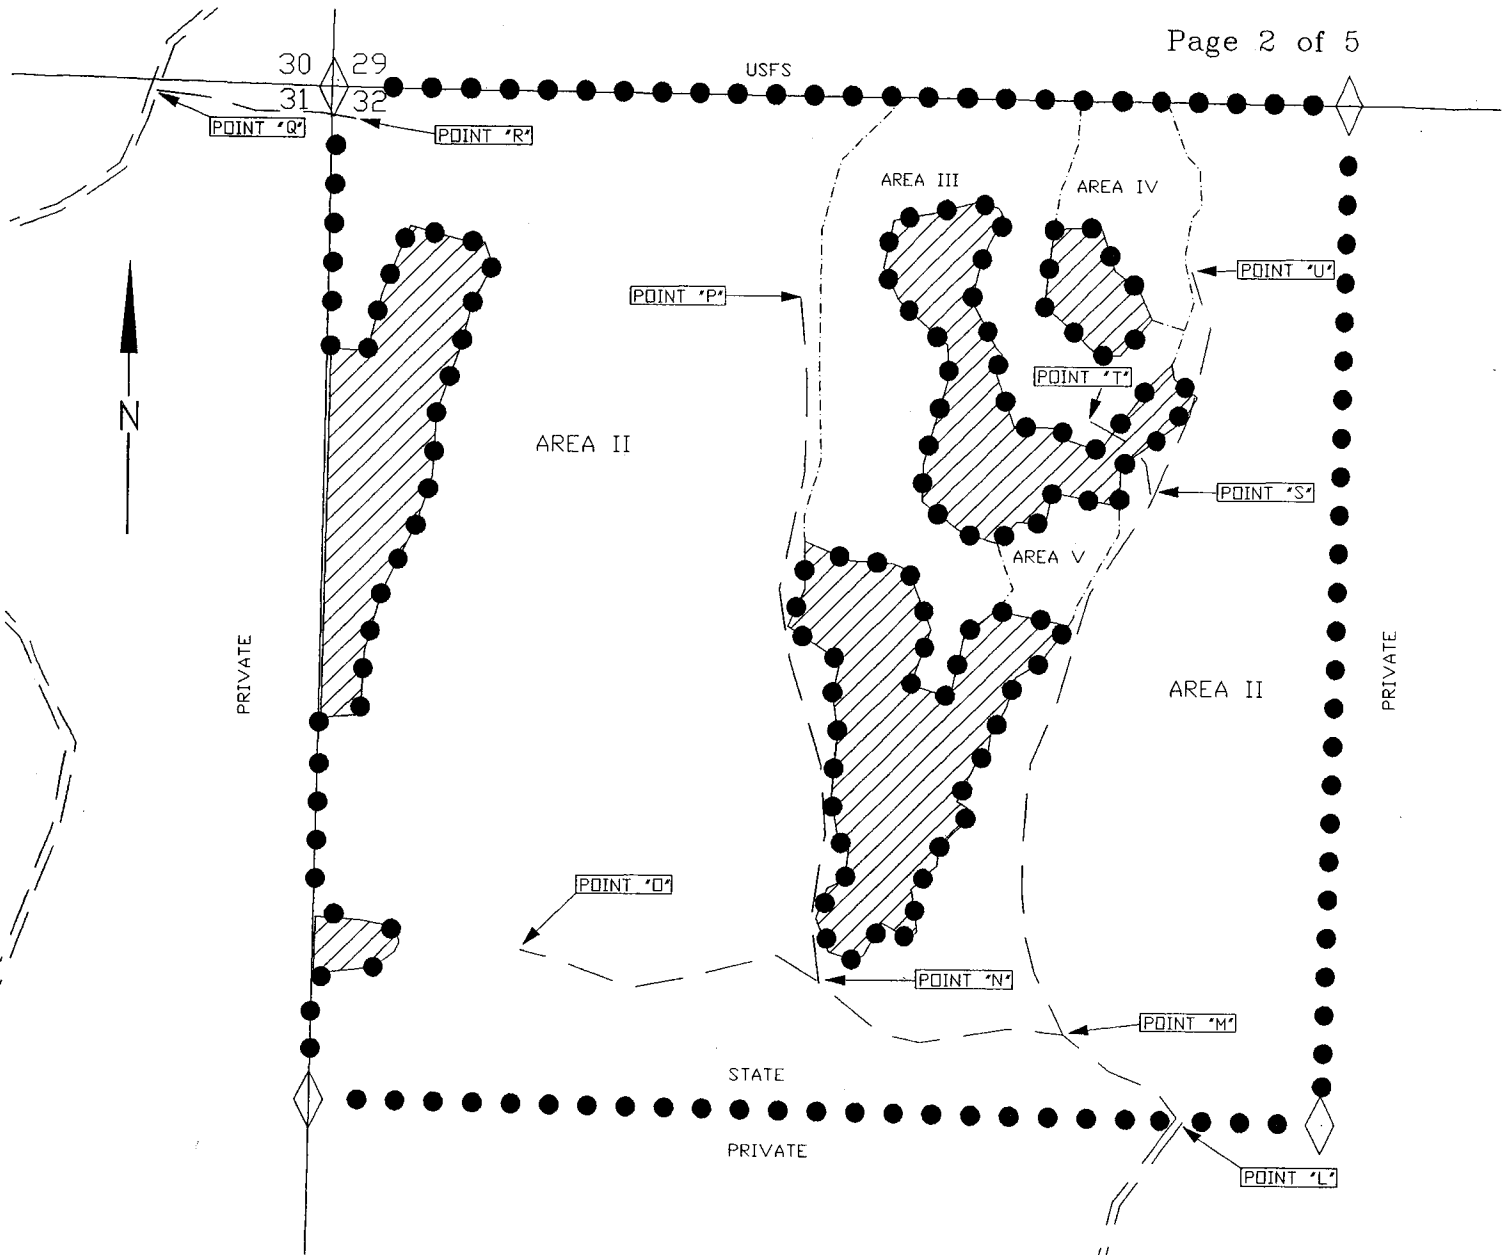 Page 2 of 5
USFS
30 29
31 32
POINT "Q"
POINT "R"
AREA III
AREA IV
POINT "U"
POINT "P"
POINT "T"
N
AREA II
POINT "S"
AREA V
PRIVATE
PRIVATE
AREA II
POINT "O"
POINT "N"
POINT "M"
STATE
PRIVATE
POINT "L"